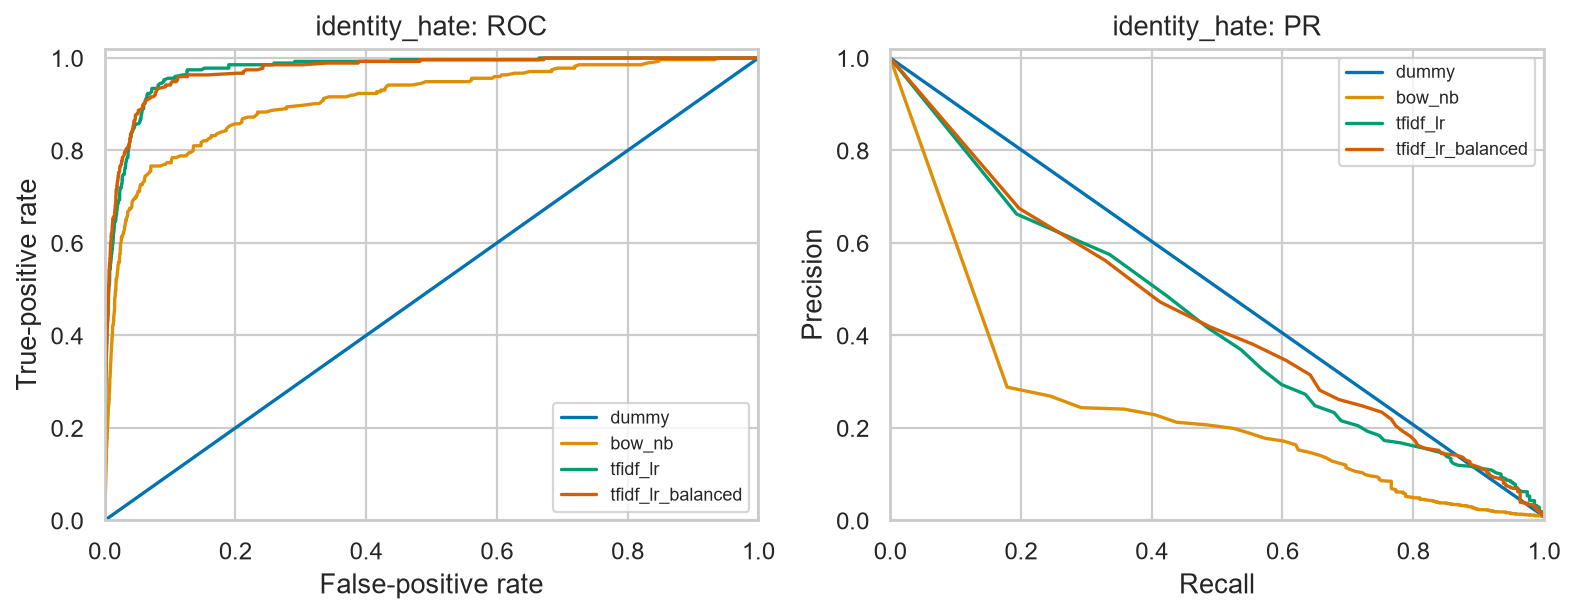 identity_hate: ROC
1.0
0.8
0.6
0.4
0.2
0.0
True-positive rate
0.0 0.2 0.4 0.6 0.8 1.0
False-positive rate
dummy
bow_nb
tfidf_lr
tfidf_lr_balanced
identity_hate: PR
1.0
0.8
0.6
0.4
0.2
0.0
Precision
0.0 0.2 0.4 0.6 0.8 1.0
Recall
dummy
bow_nb
tfidf_lr
tfidf_lr_balanced